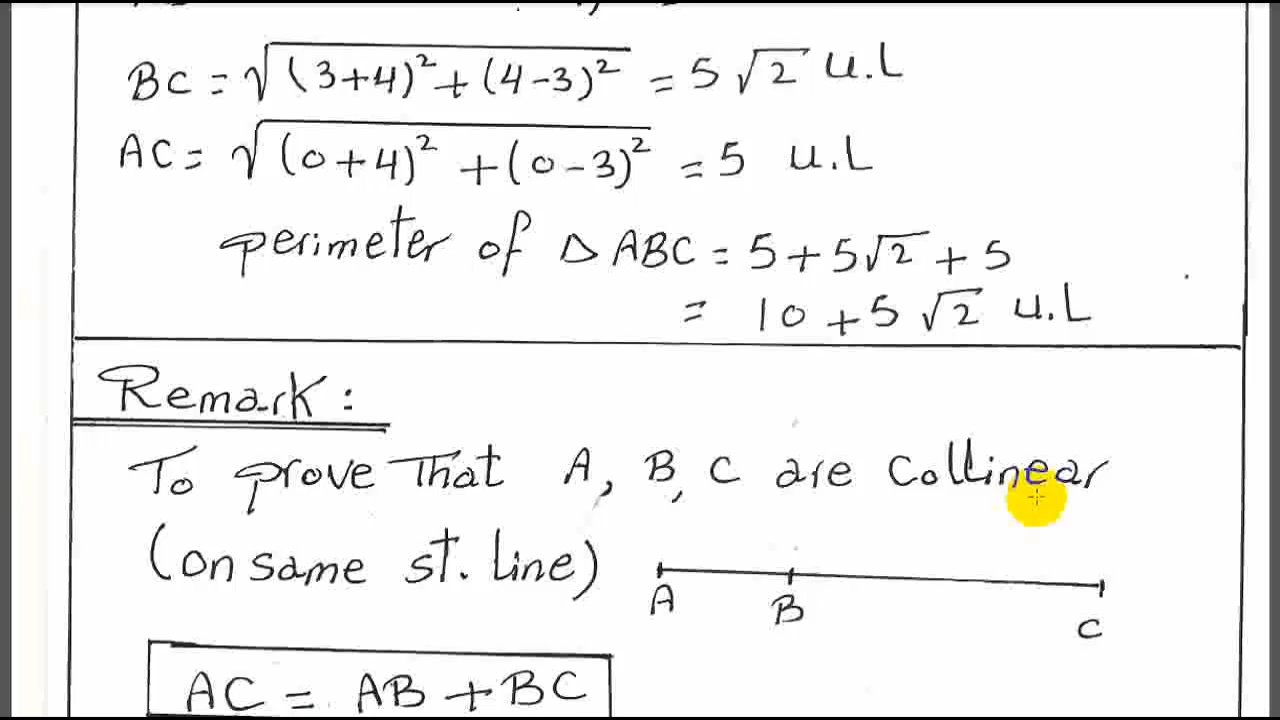 BC = √(3+4)² + (4-3)² = 5 √2 u.L
AC = √(0+4)² + (0-3)² = 5 u.L
perimeter of Δ ABC = 5 + 5√2 + 5
= 10 + 5 √2 u.L
Remark :
To prove that A, B, C are Collinear
(on same st. line)
A B C
AC = AB + BC